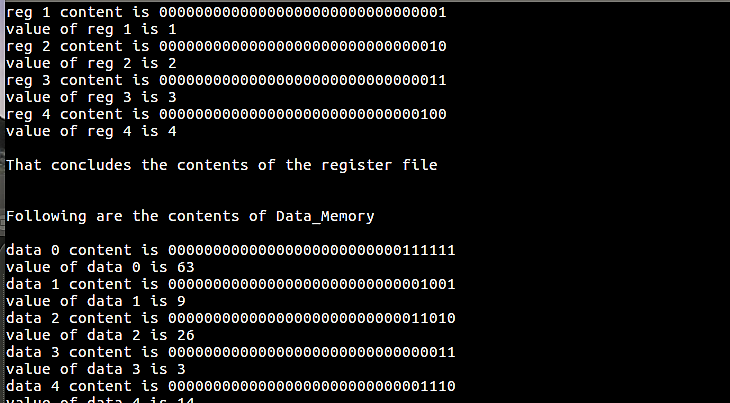 reg 1 content is 00000000000000000000000000000001
value of reg 1 is 1
reg 2 content is 00000000000000000000000000000010
value of reg 2 is 2
reg 3 content is 00000000000000000000000000000011
value of reg 3 is 3
reg 4 content is 00000000000000000000000000000100
value of reg 4 is 4
That concludes the contents of the register file
Following are the contents of Data_Memory
data 0 content is 00000000000000000000000000111111
value of data 0 is 63
data 1 content is 00000000000000000000000000001001
value of data 1 is 9
data 2 content is 00000000000000000000000000011010
value of data 2 is 26
data 3 content is 00000000000000000000000000000011
value of data 3 is 3
data 4 content is 00000000000000000000000000001110
value of data 4 is 14